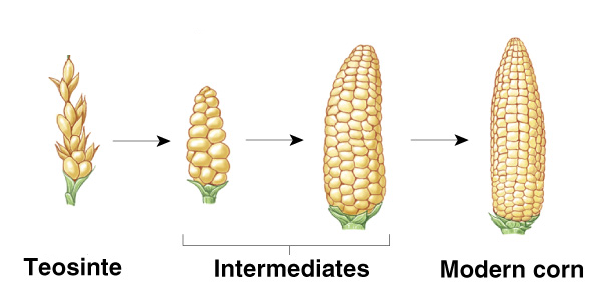 Teosinte
Intermediates
Modern corn